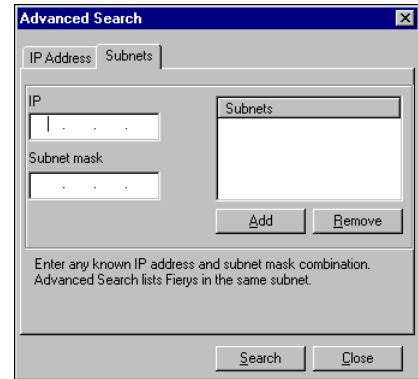 Advanced Search
IP Address Subnets
IP
. . .
Subnets
Subnet mask
. . .
Add Remove
Enter any known IP address and subnet mask combination.
Advanced Search lists Fierys in the same subnet.
Search Close